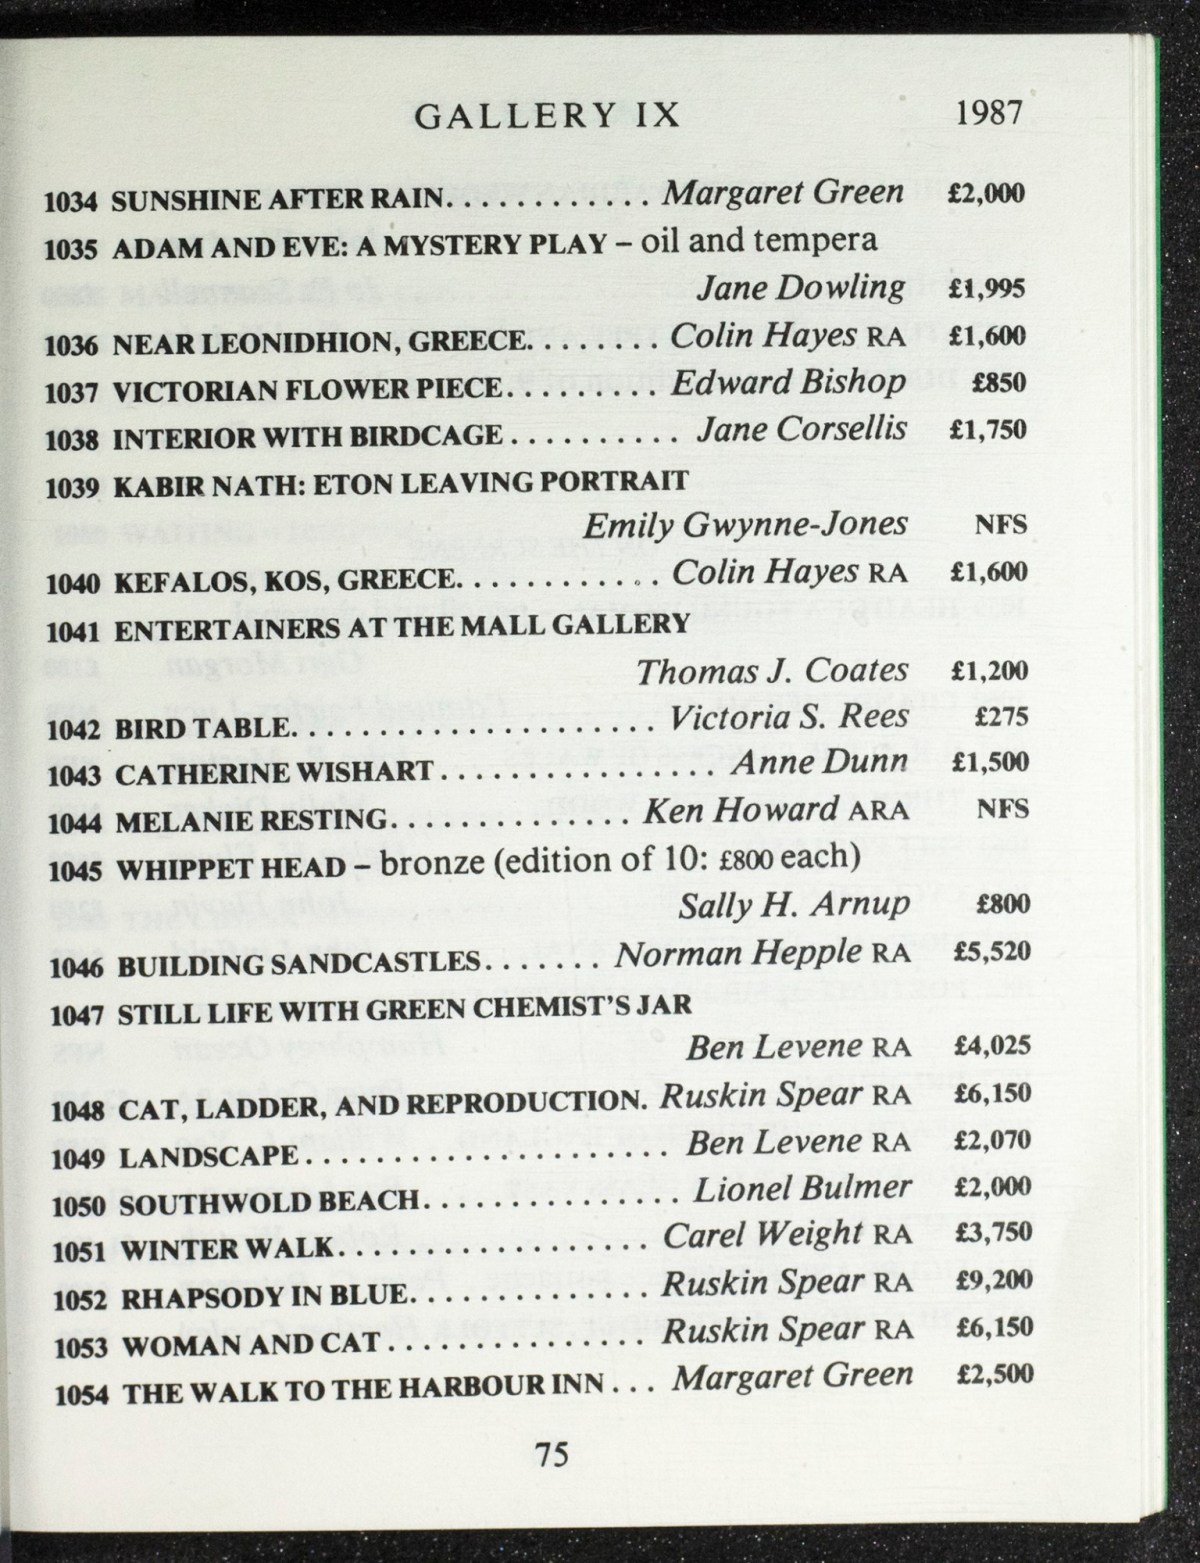 GALLERY IX 1987
1034 SUNSHINE AFTER RAIN. . . . . . . . . . . . Margaret Green £2,000
1035 ADAM AND EVE: A MYSTERY PLAY – oil and tempera
Jane Dowling £1,995
1036 NEAR LEONIDHION, GREECE. . . . . . . . Colin Hayes RA £1,600
1037 VICTORIAN FLOWER PIECE. . . . . . . . . Edward Bishop £850
1038 INTERIOR WITH BIRDCAGE . . . . . . . . . . Jane Corsellis £1,750
1039 KABIR NATH: ETON LEAVING PORTRAIT
Emily Gwynne-Jones NFS
1040 KEFALOS, KOS, GREECE. . . . . . . . . . . . Colin Hayes RA £1,600
1041 ENTERTAINERS AT THE MALL GALLERY
Thomas J. Coates £1,200
1042 BIRD TABLE. . . . . . . . . . . . . . . . . . . . . Victoria S. Rees £275
1043 CATHERINE WISHART . . . . . . . . . . . . . . . . Anne Dunn £1,500
1044 MELANIE RESTING. . . . . . . . . . . . . . Ken Howard ARA NFS
1045 WHIPPET HEAD – bronze (edition of 10: £800 each)
Sally H. Arnup £800
1046 BUILDING SANDCASTLES. . . . . . . Norman Hepple RA £5,520
1047 STILL LIFE WITH GREEN CHEMIST'S JAR
Ben Levene RA £4,025
1048 CAT, LADDER, AND REPRODUCTION. Ruskin Spear RA £6,150
1049 LANDSCAPE . . . . . . . . . . . . . . . . . . . . . Ben Levene RA £2,070
1050 SOUTHWOLD BEACH. . . . . . . . . . . . . . . Lionel Bulmer £2,000
1051 WINTER WALK. . . . . . . . . . . . . . . . . . Carel Weight RA £3,750
1052 RHAPSODY IN BLUE. . . . . . . . . . . . . . Ruskin Spear RA £9,200
1053 WOMAN AND CAT . . . . . . . . . . . . . . . Ruskin Spear RA £6,150
1054 THE WALK TO THE HARBOUR INN . . . Margaret Green £2,500
75